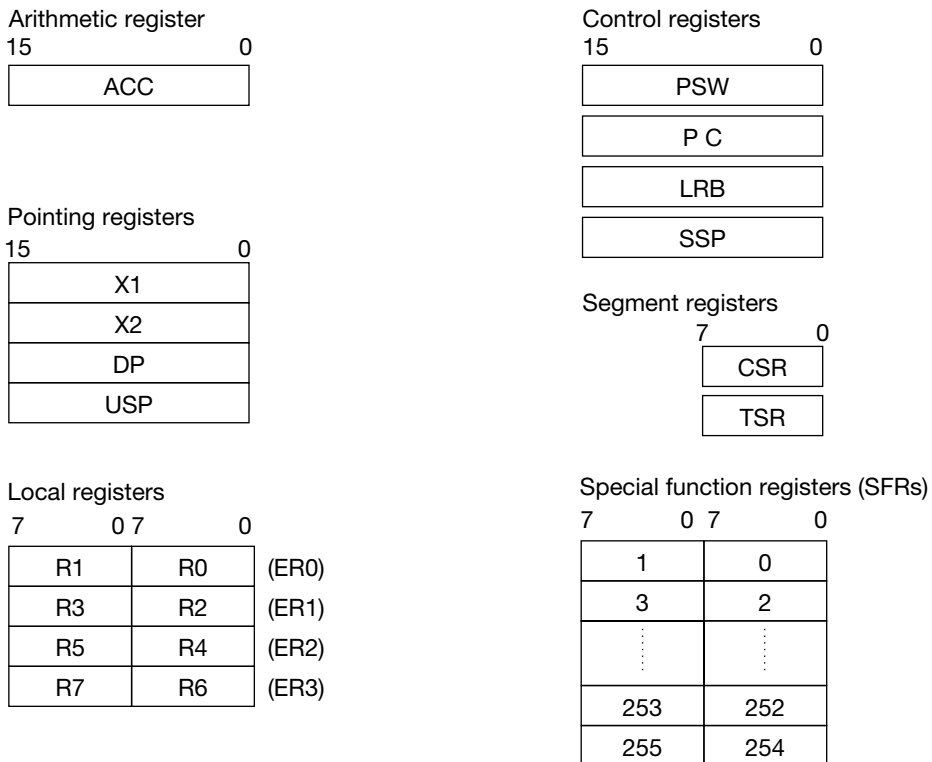 Arithmetic register
15 0
ACC
Pointing registers
15 0
X1
X2
DP
USP
Local registers
7 0 7 0
R1 R0 (ER0)
R3 R2 (ER1)
R5 R4 (ER2)
R7 R6 (ER3)
Control registers
15 0
PSW
P C
LRB
SSP
Segment registers
7 0
CSR
TSR
Special function registers (SFRs)
7 0 7 0
1 0
3 2
253 252
255 254